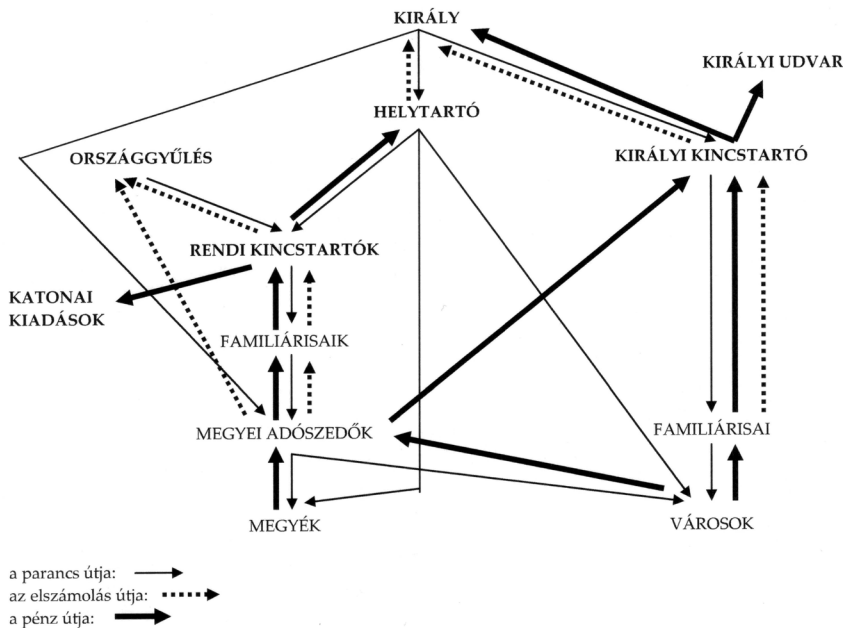 KIRÁLY
KIRÁLYI UDVAR
HELYTARTÓ
ORSZÁGGYŰLÉS
KIRÁLYI KINCSTARTÓ
RENDI KINCSTARTÓK
KATONAI
KIADÁSOK
FAMILIÁRISAIK
MEGYEI ADÓSZEDŐK
FAMILIÁRISAI
MEGYÉK
VÁROSOK
a parancs útja:
az elszámolás útja:
a pénz útja: